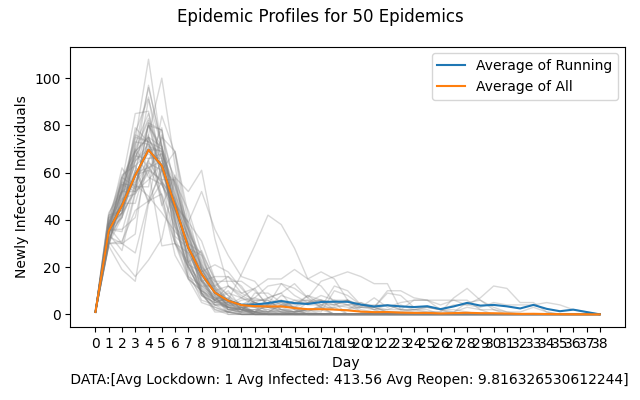 Epidemic Profiles for 50 Epidemics
Average of Running
Average of All
Newly Infected Individuals
100
80
60
40
20
0
0 1 2 3 4 5 6 7 8 9 10 11 12 13 14 15 16 17 18 19 20 21 22 23 24 25 26 27 28 29 30 31 32 33 34 35 36 37 38
Day
DATA:[Avg Lockdown: 1 Avg Infected: 413.56 Avg Reopen: 9.816326530612244]